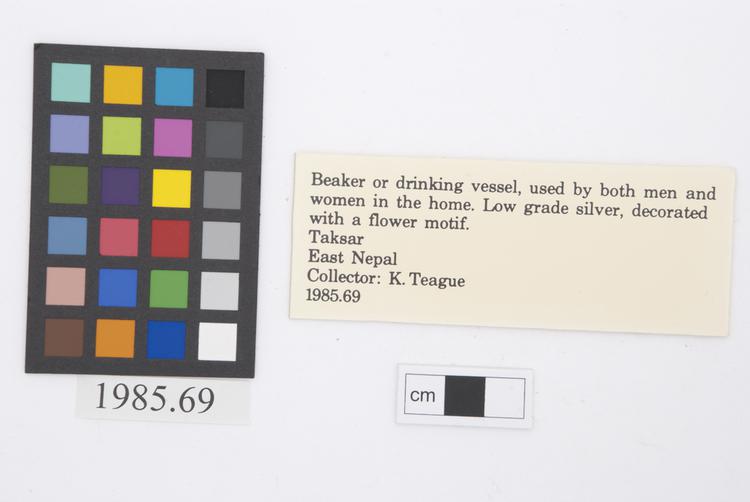 Beaker or drinking vessel, used by both men and
women in the home. Low grade silver, decorated
with a flower motif.
Taksar
East Nepal
Collector: K. Teague
1985.69
1985.69
cm